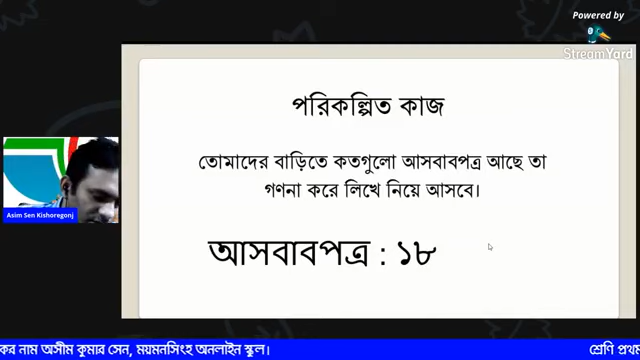 Powered by
StreamYard
পরিকল্পিত কাজ
তোমাদের বাড়িতে কতগুলো আসবাবপত্র আছে তা
গণনা করে লিখে নিয়ে আসবে।
আসবাবপত্র : ১৮
Asim Sen Kishoregonj
কর নাম অসীম কুমার সেন, ময়মনসিংহ অনলাইন স্কুল।
শ্রেণি প্রথম